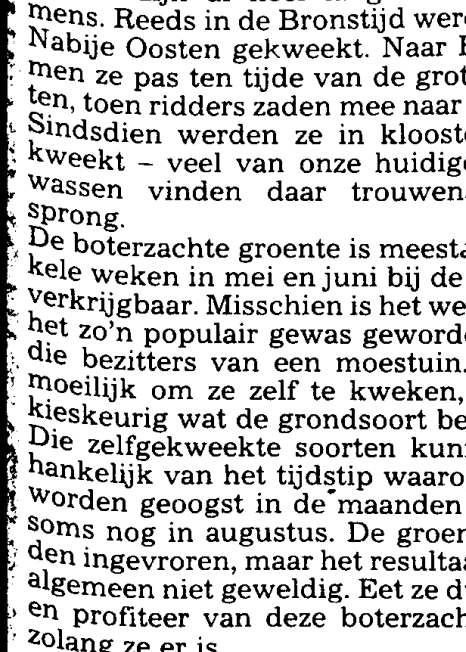 mens. Reeds in de Bronstijd wer
Nabije Oosten gekweekt. Naar
men ze pas ten tijde van de grot
ten, toen ridders zaden mee naar
Sindsdien werden ze in klooste
kweekt – veel van onze huidige
wassen vinden daar trouwen
sprong.
De boterzachte groente is meesta
kele weken in mei en juni bij de
verkrijgbaar. Misschien is het we
het zo'n populair gewas geword
die bezitters van een moestuin.
moeilijk om ze zelf te kweken,
kieskeurig wat de grondsoort be
Die zelfgekweekte soorten kun
hankelijk van het tijdstip waaro
worden geoogst in de maanden
soms nog in augustus. De groen
den ingevroren, maar het resulta
algemeen niet geweldig. Eet ze d
en profiteer van deze boterzach
zolang ze er is